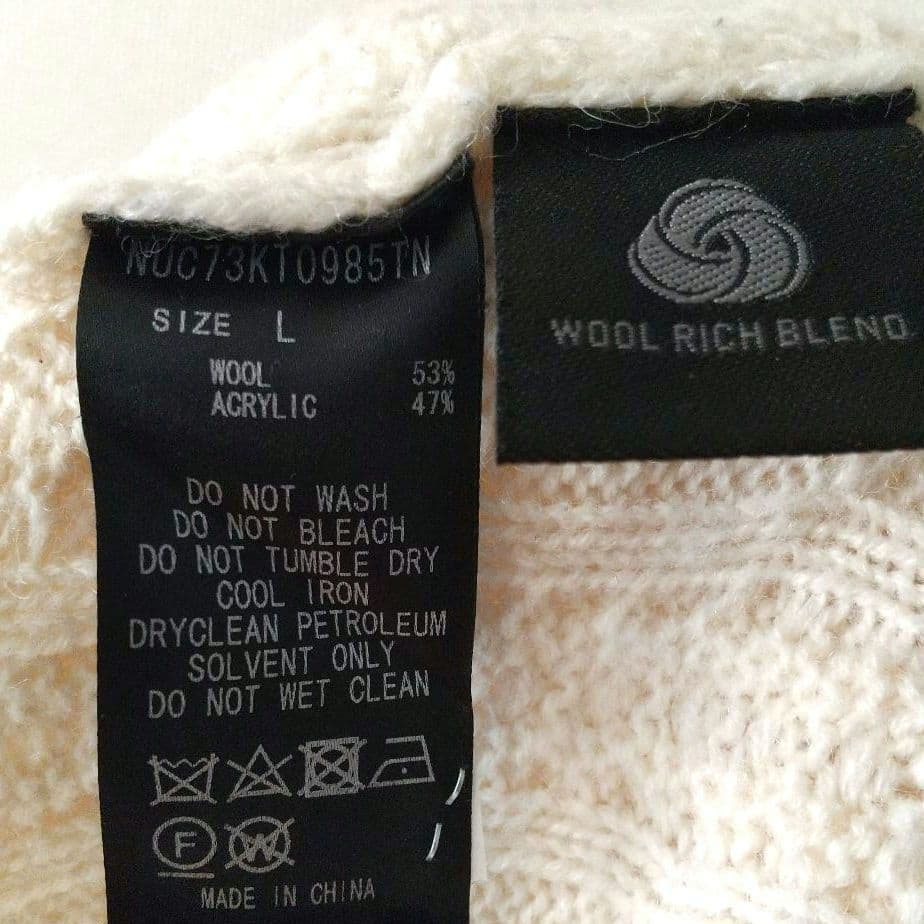 NUC73KT0985TN
SIZE L
WOOL 53%
ACRYLIC 47%
DO NOT WASH
DO NOT BLEACH
DO NOT TUMBLE DRY
COOL IRON
DRYCLEAN PETROLEUM
SOLVENT ONLY
DO NOT WET CLEAN
F W
MADE IN CHINA
WOOL RICH BLEND